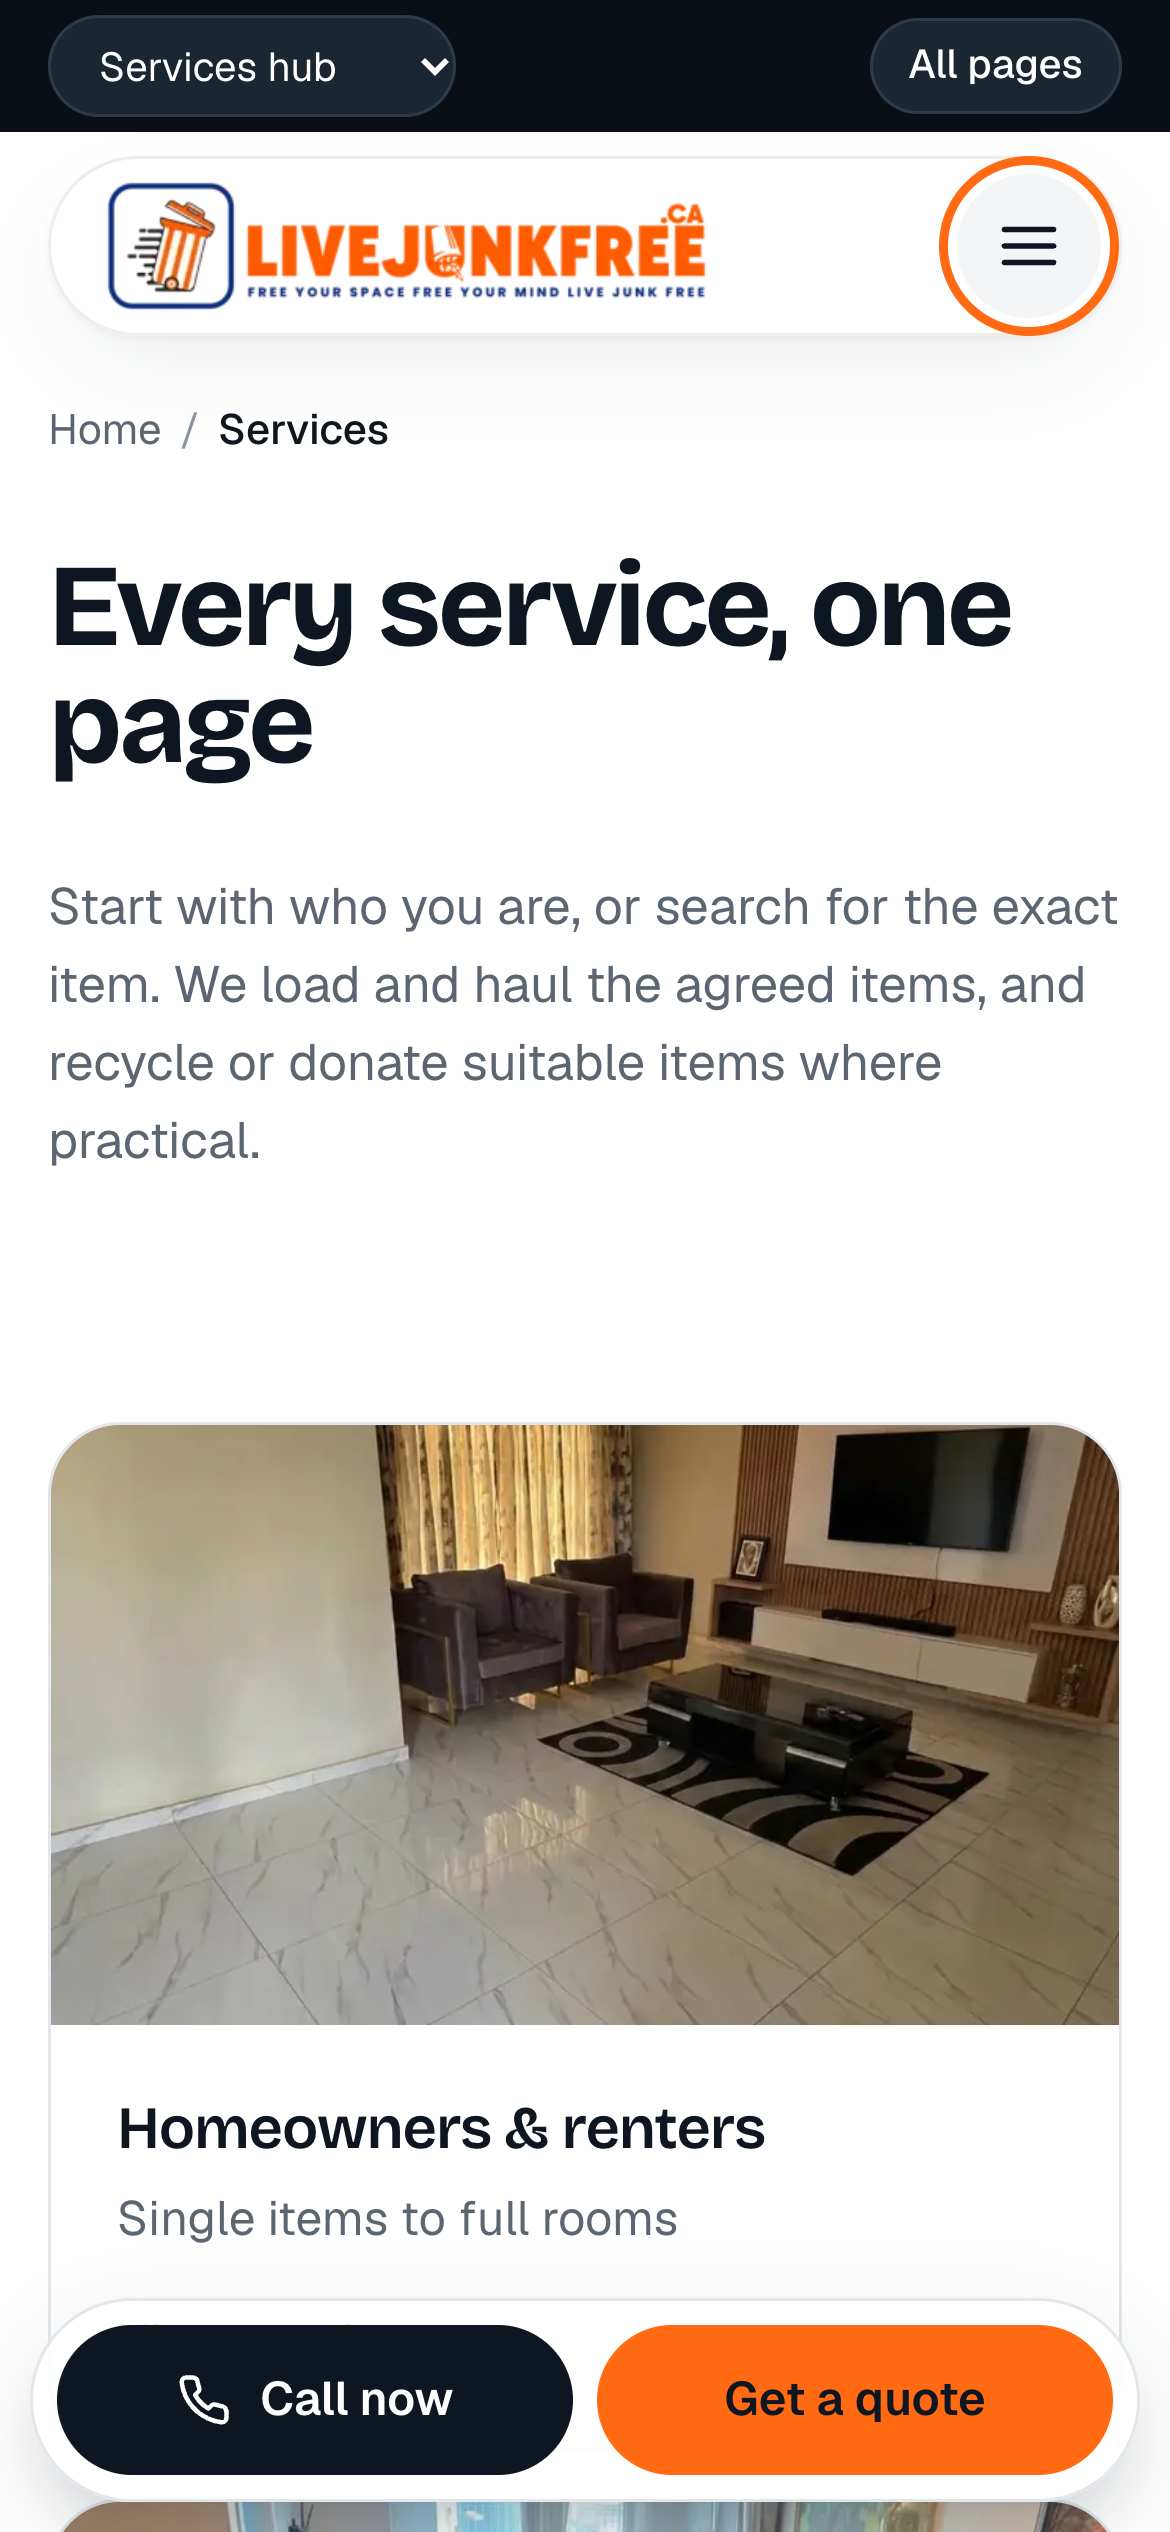 Services hub
All pages
LIVEJUNKFREE
.CA
FREE YOUR SPACE FREE YOUR MIND LIVE JUNK FREE
Home / Services
Every service, one
page
Start with who you are, or search for the exact
item. We load and haul the agreed items, and
recycle or donate suitable items where
practical.
Homeowners & renters
Single items to full rooms
Call now
Get a quote